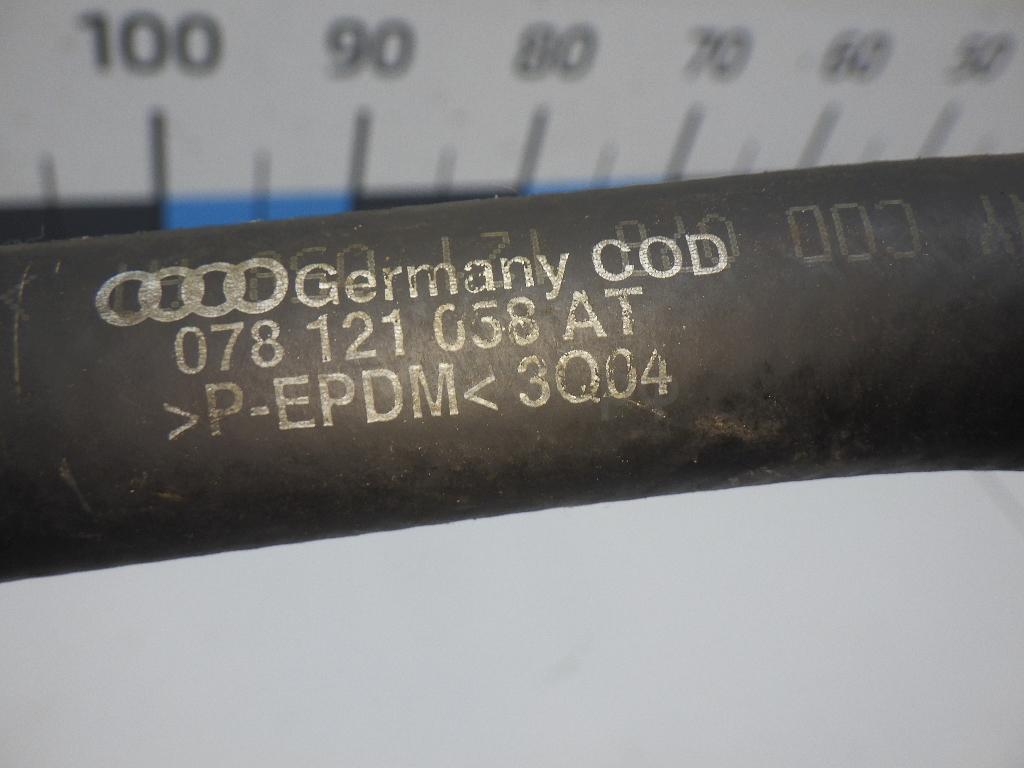 100 90 80 70 60 50
Germany COD
078 121 058 AT
>P-EPDM< 3Q04